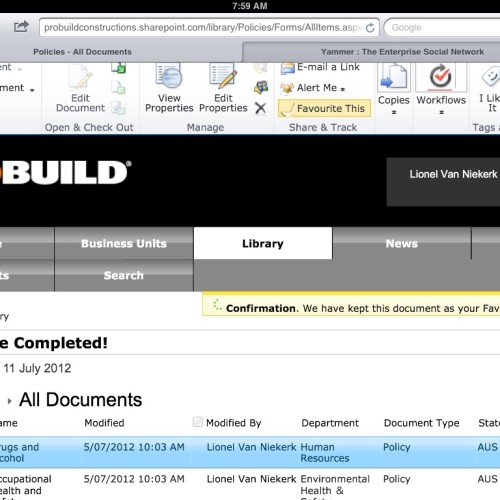 7:59 AM
probuildconstructions.sharepoint.com/library/Policies/Forms/AllItems.asp
Google
Policies - All Documents
Yammer : The Enterprise Social Network
ment
Edit
Document
View
Properties
Edit
Properties
E-mail a Link
Alert Me
Favourite This
Copies
Workflows
I Lik
It
Open & Check Out
Manage
Share & Track
Tags a
BUILD®
Lionel Van Niekerk
e
Business Units
Library
News
ts
Search
Confirmation. We have kept this document as your Fav
ry
e Completed!
11 July 2012
All Documents
ame
Modified
Modified By
Department
Document Type
State
rugs and
cohol
5/07/2012 10:03 AM
Lionel Van Niekerk
Human
Resources
Policy
AUS
ccupational
ealth and
5/07/2012 10:03 AM
Lionel Van Niekerk
Environmental
Health &
Policy
AUS